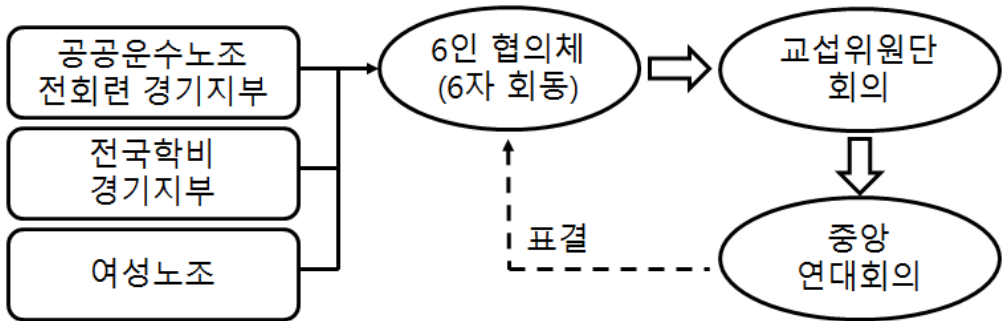 공공운수노조
전회련 경기지부
전국학비
경기지부
여성노조
6인 협의체
(6자 회동)
교섭위원단
회의
중앙
연대회의
표결